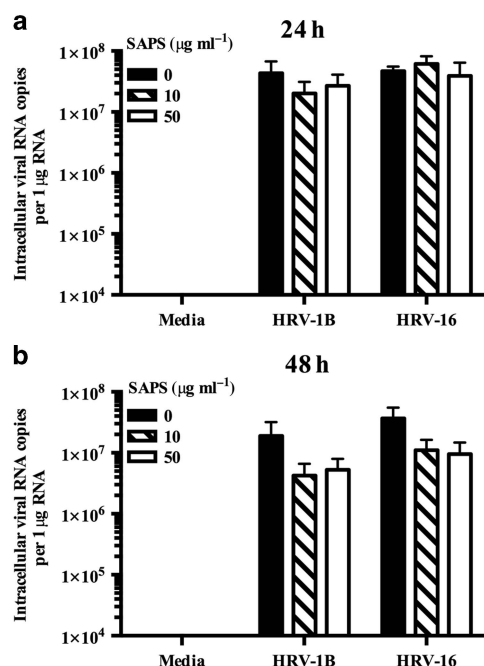 a
24 h
SAPS (μg ml⁻¹)
0
10
50
Intracellular viral RNA copies
per 1 μg RNA
1×10⁸
1×10⁷
1×10⁶
1×10⁵
1×10⁴
Media
HRV-1B
HRV-16
b
48 h
SAPS (μg ml⁻¹)
0
10
50
Intracellular viral RNA copies
per 1 μg RNA
1×10⁸
1×10⁷
1×10⁶
1×10⁵
1×10⁴
Media
HRV-1B
HRV-16